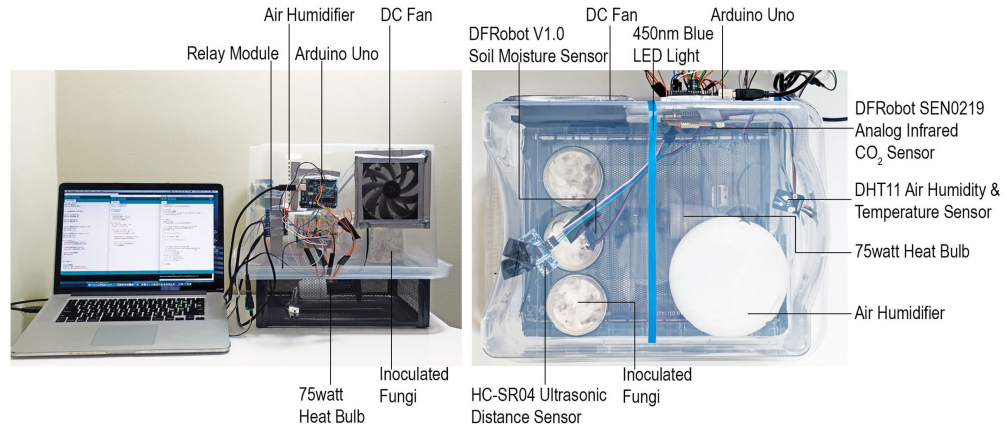 Air Humidifier
DC Fan
Relay Module
Arduino Uno
75watt
Heat Bulb
Inoculated
Fungi
DC Fan
Arduino Uno
DFRobot V1.0
Soil Moisture Sensor
450nm Blue
LED Light
DFRobot SEN0219
Analog Infrared
CO₂ Sensor
DHT11 Air Humidity &
Temperature Sensor
75watt Heat Bulb
Air Humidifier
HC-SR04 Ultrasonic
Distance Sensor
Inoculated
Fungi